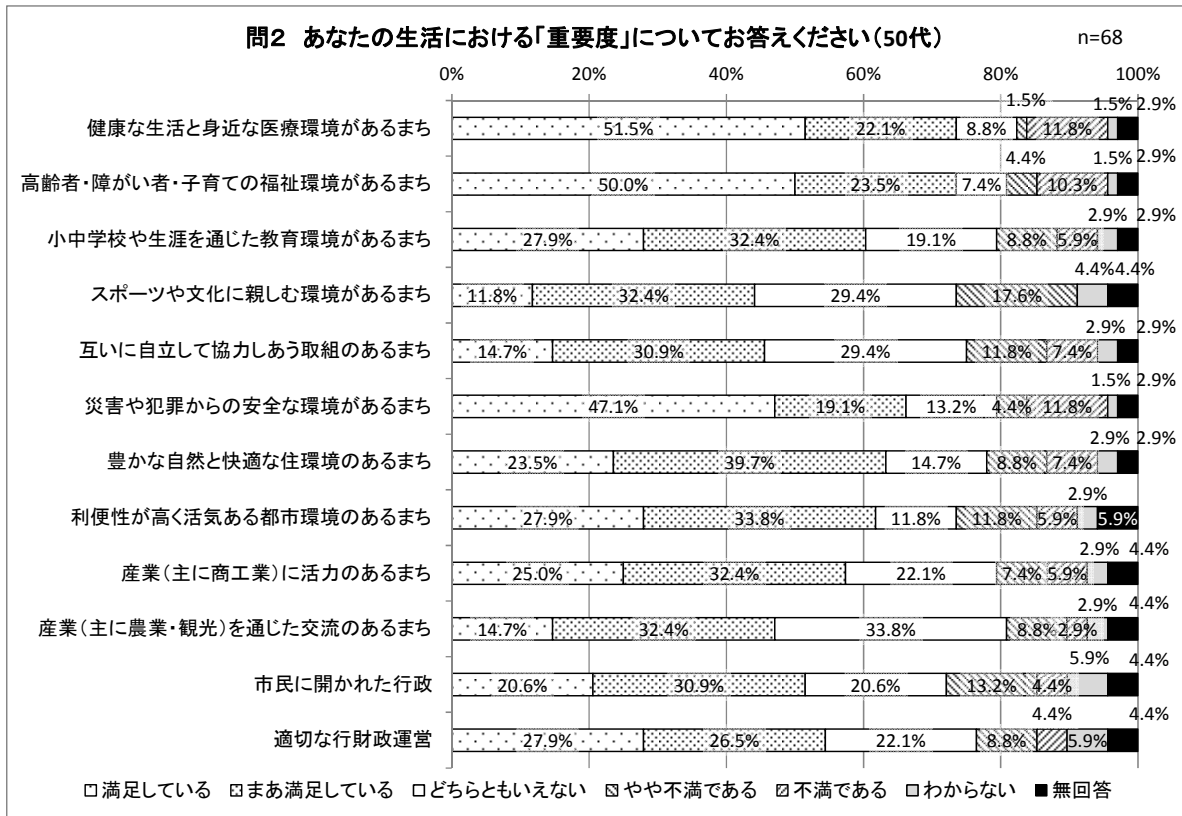 問2 あなたの生活における「重要度」についてお答えください(50代)
n=68
0% 20% 40% 60% 80% 100%
1.5% 1.5% 2.9%
健康な生活と身近な医療環境があるまち 51.5% 22.1% 8.8% 11.8%
4.4% 1.5% 2.9%
高齢者・障がい者・子育ての福祉環境があるまち 50.0% 23.5% 7.4% 10.3%
2.9% 2.9%
小中学校や生涯を通じた教育環境があるまち 27.9% 32.4% 19.1% 8.8% 5.9%
4.4% 4.4%
スポーツや文化に親しむ環境があるまち 11.8% 32.4% 29.4% 17.6%
2.9% 2.9%
互いに自立して協力しあう取組のあるまち 14.7% 30.9% 29.4% 11.8% 7.4%
1.5% 2.9%
災害や犯罪からの安全な環境があるまち 47.1% 19.1% 13.2% 4.4% 11.8%
2.9% 2.9%
豊かな自然と快適な住環境のあるまち 23.5% 39.7% 14.7% 8.8% 7.4%
2.9%
利便性が高く活気ある都市環境のあるまち 27.9% 33.8% 11.8% 11.8% 5.9% 5.9%
2.9% 4.4%
産業(主に商工業)に活力のあるまち 25.0% 32.4% 22.1% 7.4% 5.9%
2.9% 4.4%
産業(主に農業・観光)を通じた交流のあるまち 14.7% 32.4% 33.8% 8.8% 2.9%
5.9% 4.4%
市民に開かれた行政 20.6% 30.9% 20.6% 13.2% 4.4%
4.4% 4.4%
適切な行財政運営 27.9% 26.5% 22.1% 8.8% 5.9%
満足している まあ満足している どちらともいえない やや不満である 不満である わからない 無回答